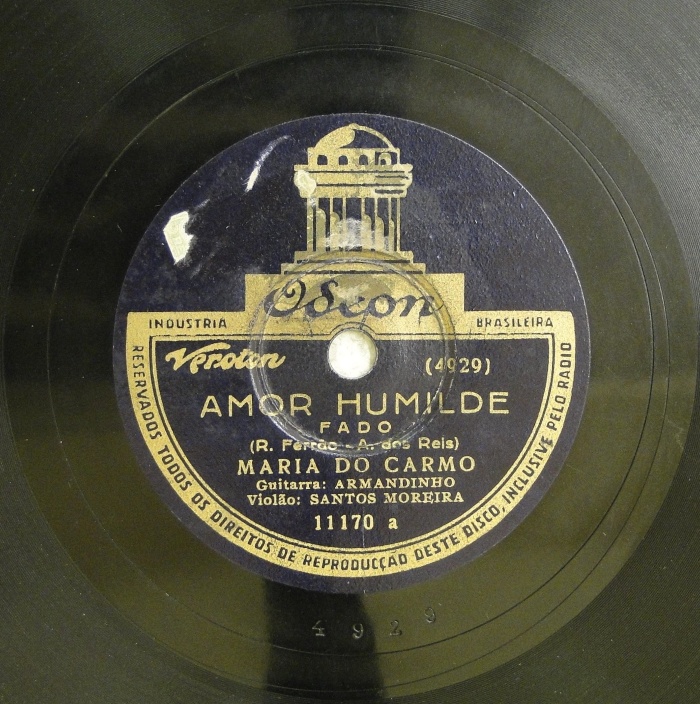 Odeon
INDUSTRIA BRASILEIRA
Veroton
(4929)
AMOR HUMILDE
FADO
(R. Ferrão - A. dos Reis)
MARIA DO CARMO
Guitarra: ARMANDINHO
Violão: SANTOS MOREIRA
11170 a
RESERVADOS TODOS OS DIREITOS DE REPRODUCÇAO DESTE DISCO, INCLUSIVE PELO RADIO
4929